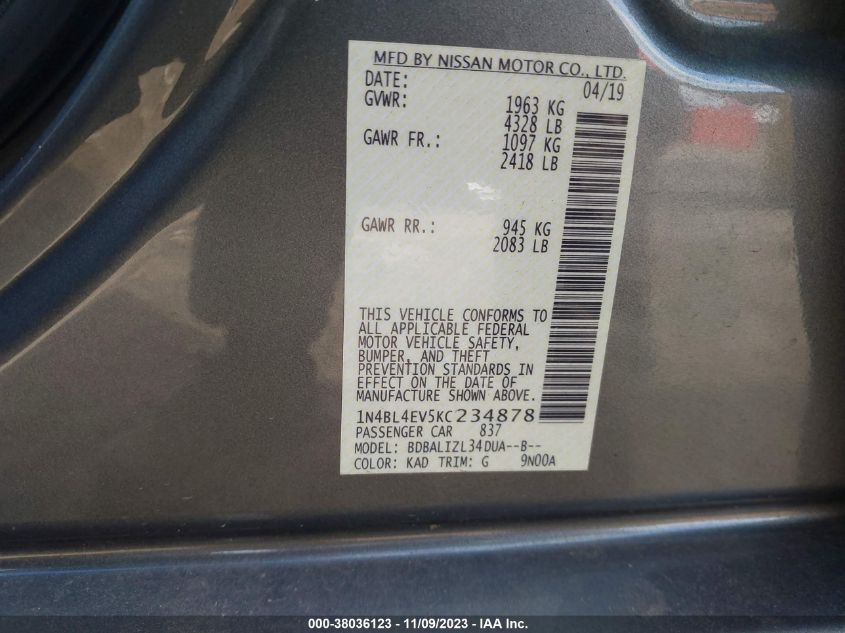 MFD BY NISSAN MOTOR CO., LTD.
DATE: 04/19
GVWR: 1963 KG
4328 LB
GAWR FR.: 1097 KG
2418 LB
GAWR RR.: 945 KG
2083 LB
THIS VEHICLE CONFORMS TO
ALL APPLICABLE FEDERAL
MOTOR VEHICLE SAFETY,
BUMPER, AND THEFT
PREVENTION STANDARDS IN
EFFECT ON THE DATE OF
MANUFACTURE SHOWN ABOVE.
1N4BL4EV5KC234878
PASSENGER CAR 837
MODEL: BDBALIZL34DUA--B--
COLOR: KAD TRIM: G 9N00A
000-38036123 - 11/09/2023 - IAA Inc.